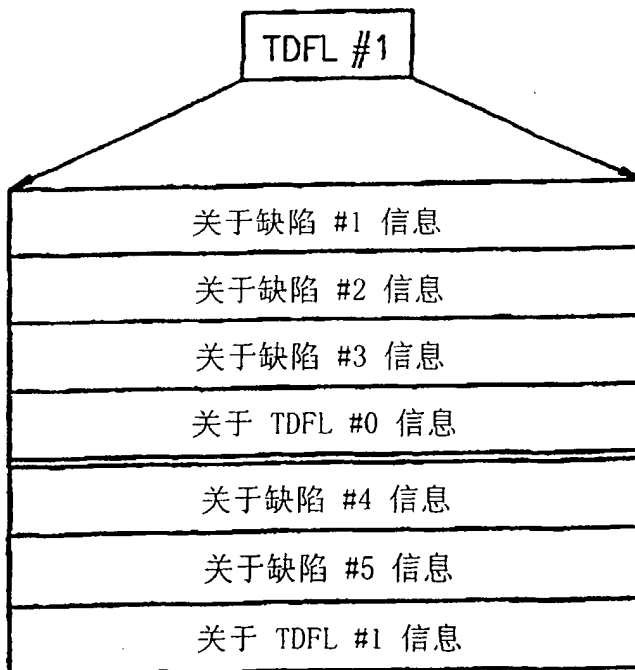 TDFL #1
关于缺陷 #1 信息
关于缺陷 #2 信息
关于缺陷 #3 信息
关于 TDFL #0 信息
关于缺陷 #4 信息
关于缺陷 #5 信息
关于 TDFL #1 信息